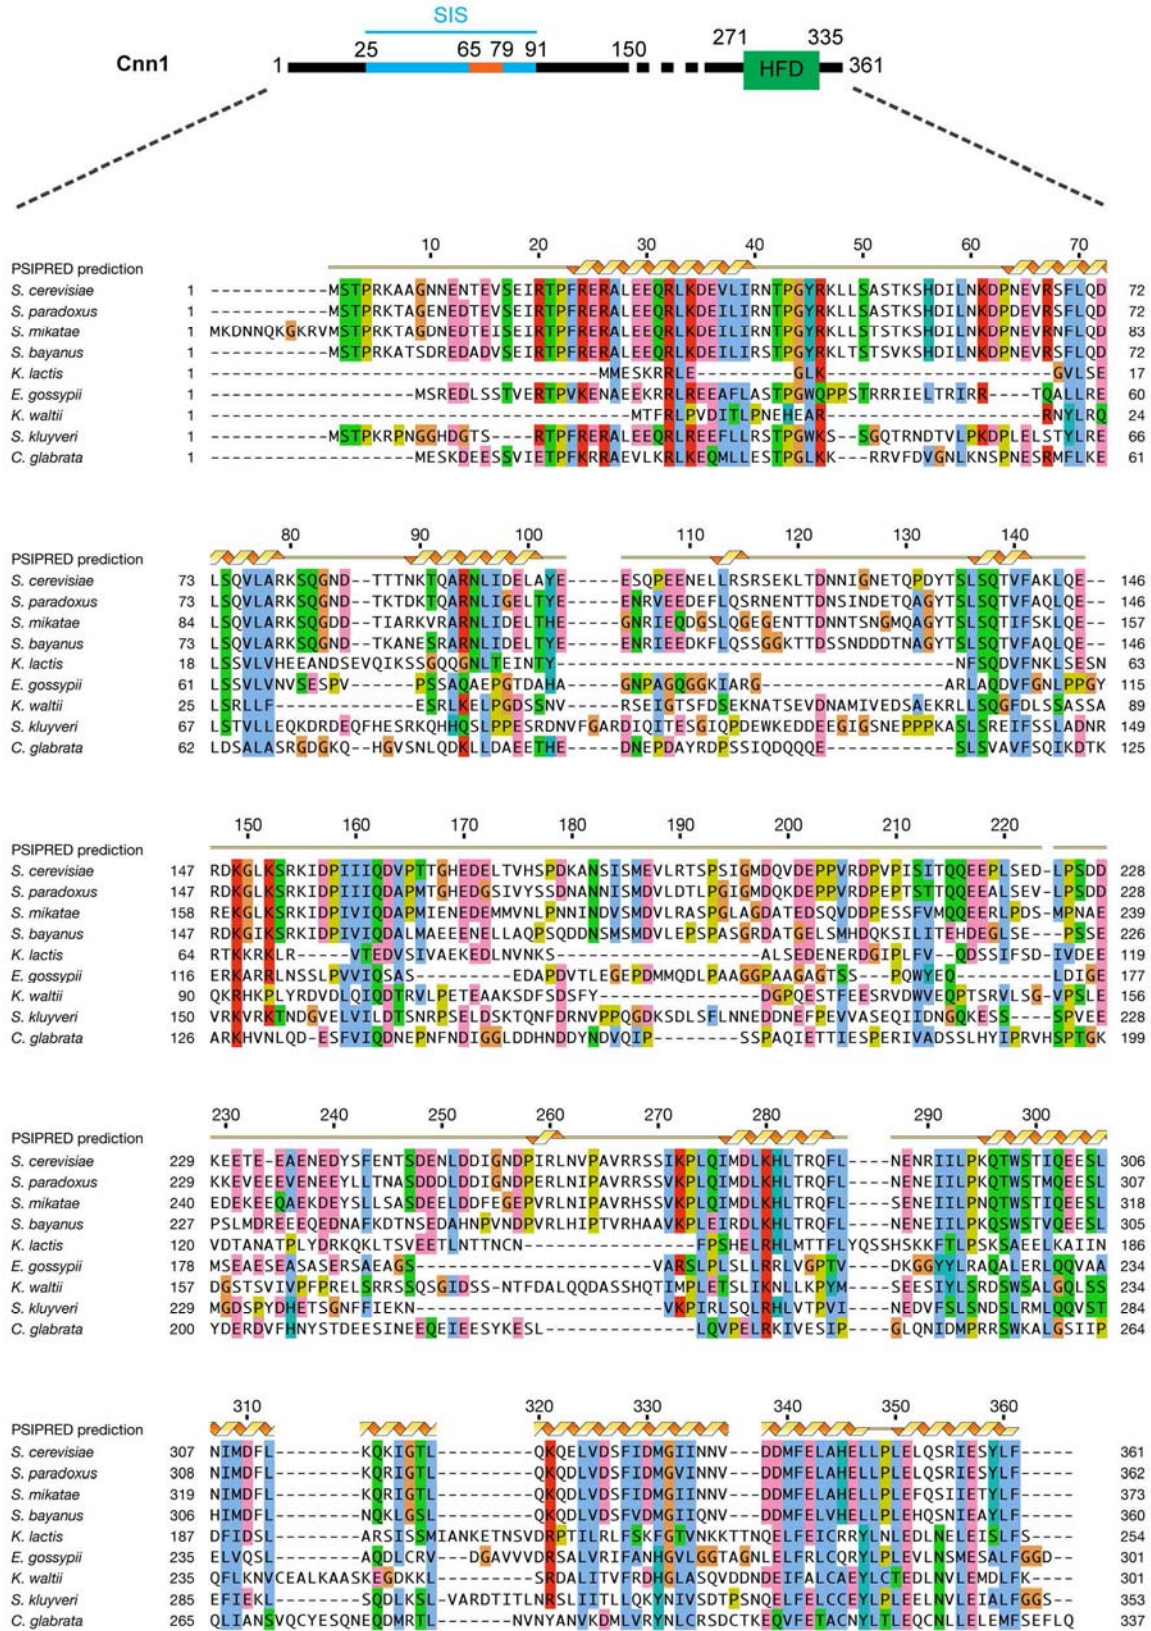 SIS
25 65 79 91 150 271 335
Cnn1 1 HFD 361
10 20 30 40 50 60 70
PSIPRED prediction
S. cerevisiae 1 -----------MSTPRKAAGNNENTEVSEIRTPFRERALEEQRLKDEVLIRNTPGYRKLLSASTKSHDILNKDPNEVRSFLQD 72
S. paradoxus 1 -----------MSTPRKTAGDNEDTEVSEIRTPFRERALEEQRLKDEILIRNTPGYRKLLSASTKSHDILNKDPDEVRSFLQD 72
S. mikatae 1 MKDNNQKGKRVMSTPRKTAGDNEDTEISEIRTPFRERALEEQRLKDEILIRNTPGYRKLLSTSTKSHDILNKDPNEVRNFLQD 83
S. bayanus 1 -----------MSTPRKATSDREDADVSEIRTPFRERALEEQRLKDEILIRSTPGYRKLTSTSVKSHDILNKDPNEVRSFLQD 72
K. lactis 1 ------------------------------------MMESKRRLE---------GLK---------------------GVLSE 17
E. gossypii 1 -------------------MSREDLSSTVERTPVKENAEEKRRLREEAFLASTPGWQPPSTRRRIELTRIRR----TQALLRE 60
K. waltii 1 ---------------------------------------MTFRLPVDITLPNEHEAR--------------------RNYLRQ 24
S. kluyveri 1 -----------MSTPKRPNGGHDGTS----RTPFRERALEEQRLREEFLLRSTPGWKS--SGQTRNDTVLPKDPLELSTYLRE 66
C. glabrata 1 -------------------MESKDEESSVIETPFKRRAEVLKRLKEQMLLESTPGLKK---RRVFDVGNLKNSPNESRMFLKE 61
80 90 100 110 120 130 140
PSIPRED prediction
S. cerevisiae 73 LSQVLARKSQGND--TTTNKTQARNLIDELAYE-----ESQPEENELLRSRSEKLTDNNIGNETQPDYTSLSQTVFAKLQE-- 146
S. paradoxus 73 LSQVLARKSQGND--TKTDKTQARNLIGELTYE-----ENRVEEDEFLQSRNENTTDNSINDETQAGYTSLSQTVFAQLQE-- 146
S. mikatae 84 LSQVLARKSQGDD--TIARKVRARNLIDELTHE-----GNRIEQDGSLQGEGENTTDNNTSNGMQAGYTSLSQTIFSKLQE-- 157
S. bayanus 73 LSQVLARKSQGND--TKANESRARNLIDELTYE-----ENRIEEDKFLQSSGGKTTDSSNDDDTNAGYTSLSQTVFAQLQE-- 146
K. lactis 18 LSSVLVHEEANDSEVQIKSSGQQGNLTEINTY------------------------------------NFSQDVFNKLSESN 63
E. gossypii 61 LSSVLVNVSESPV------PSSAQAEPGTDAHA-----GNPAGQGGKIARG-----------------ARLAQDVFGNLPPGY 115
K. waltii 25 LSRLLF-------------ESRLKELPGDSSNV-----RSEIGTSFDSEKNATSEVDNAMIVEDSAEKRLLSQGFDLSSASSA 89
S. kluyveri 67 LSTVLLEQKDRDEQFHESRKQHHQSLPPESRDNVFGARDIQITESGIQPDEWKEDDEEGIGSNEPPPKASLSREIFSSLADNR 149
C. glabrata 62 LDSALASRGDGKQ--HGVSNLQDKLLDAEETHE-----DNEPDAYRDPSSIQDQQQE------------SLSVAVFSQIKDTK 125
150 160 170 180 190 200 210 220
PSIPRED prediction
S. cerevisiae 147 RDKGLKSRKIDPIIIQDVPTTGHEDELTVHSPDKANSISMEVLRTSPSIGMDQVDEPPVRDPVPISITQQEEPLSED-LPSDD 228
S. paradoxus 147 RDKGLKSRKIDPIVIQDAPMTGHEDGSIVYSSDNANNISMEVLDTLPGIGMDQKDEPPVRDPEPTSTTQQEEALSEV-LPSDD 228
S. mikatae 158 REKGLKSRKIDPIVIQDAPMIENEDEMMVNLPNNINDVSMDVLRASPGLAGDATEDSQVDDPESSFVMQQEERLPDS-MPNAE 239
S. bayanus 147 RDKGIKSRKIDPIVIQDALMAEEEENELLAQPSQDDNSMSMDVLEPSPASGRDATGELSMHDQKSILITEHDEGLSE---PSSE 226
K. lactis 64 RTKKRKLR-----VTEDVSIVAEKEDLNVNKS------------ALSEDENERDGIPLFV--QDSSIFSD-IVDEE 119
E. gossypii 116 ERKARRLNSSLPVVIQSAS---------EDAPDVTLEGEPDMMQDLPAAGGPAAGAGTSS---PQWYEQ---------LDIGE 177
K. waltii 90 QKRHKPLYRDVDLQIQDTRVLPETEAAKSDFSDSFY---------------DGPQESTFEESRVDWVEQPTSRVLSG-VPSLE 156
S. kluyveri 150 VRKVRKTNDGVELVILDTSNRPSELDSKTQNFDRNVPPQGDKSDLSFLNNEDDNEFPEVVASEQIIDNGQKESS----SPVEE 228
C. glabrata 126 ARKHVNLQD-ESFVIQDNEPNFNDIGGLDDHNDDYNDVQIP--------SSPAQIETTIESPERIVADSSLHYIPRVHSPTGK 199
230 240 250 260 270 280 290 300
PSIPRED prediction
S. cerevisiae 229 KEETE-EAENEDYSFENTSDENLDDIGNDPIRLNVPAVRRSSIKPLQIMDLKHLTRQFL----NENRIILPKQTWSTIQEESL 306
S. paradoxus 229 KKEVEEEVENEEYLLTNASDDDLDDIGNDPERLNIPAVRRSSVKPLQIMDLKHLTRQFL----NENEIILPKQTWSTMQEESL 307
S. mikatae 240 EDEKEEQAEKDEYSLLSASDEELDDFEGEPVRLNIPAVRHSSVKPLQIMDLKHLTRQFL----SENEIILPKQTWSTIQEESL 318
S. bayanus 227 PSLMDREEEQEDNAFKDTNSEDAHNPVNDPVRLHIPTVRHAAVKPLEIRDLKHLTRQFL----SENEIILPKQSWSTVQEESL 305
K. lactis 120 VDTANATPLYDRKQKLTSVEETLNTTNCN----------------FPSHELRHLMTTFLYQSSHSKKFTLPSKSAEELKAIIN 186
E. gossypii 178 MSEAESEASASERSAEAGS-----------------------VARSLPLSLLRRLVGPTV----DKGGYYLRAQALERLQQVAA 234
K. waltii 157 DGSTSVIVPFPRELSRRSSQSGIDSS-NTFDALQQDASSHQTIMPLETSLIKNLLKPYM----SEESIYLSRDSWSALGQLSS 234
S. kluyveri 229 MGDSPYDHETSGNFFIEKN-----------------------VKPIRLSQLRHLVTPVI----NEDVFSLSNDSLRMLQQVST 284
C. glabrata 200 YDERDVFHNYSTDEESINEEQEIEESYKESL--------------LQVPELRKIVESIP----GLQNIDMPRRSWKALGSIIP 264
310 320 330 340 350 360
PSIPRED prediction
S. cerevisiae 307 NIMDFL--------KQKIGTL---------QKQELVDSFIDMGIINNV---DDMFELAHELLPLELQSRIESYLF----- 361
S. paradoxus 308 NIMDFL--------KQRIGTL---------QKQDLVDSFIDMGVINNV---DDMFELAHELLPLELQSRIESYLF----- 362
S. mikatae 319 NIMDFL--------KQRIGTL---------QKQDLVDSFIDMGIINNV---DDMFELAHELLPLEFQSIIETYLF----- 373
S. bayanus 306 HIMDFL--------NQKLGSL---------QKQDLVDSFVDMGIIQNV---DDMFELVHELLPLEHQSNIEAYLF----- 360
K. lactis 187 DFIDSL--------ARSISSMIANKETNSVDRPTILRLFSKFGTVNKKTTNQELFEICRRYLNLEDLNELEISLFS---- 254
E. gossypii 235 ELVQSL--------AQDLCRV---DGAVVVDRSALVRIFANHGVLGGTAGNLELFRLCQRYLPLEVLNSMESALFGGD-- 301
K. waltii 235 QFLKNVCEALKAASKEGDKKL---------SRDALITVFRDHGLASQVDDNDEIFALCAEYLCTEDLNVLEMDLFK---- 301
S. kluyveri 285 EFIEKL--------SQDLKSL-VARDTITLNRSLIITLLQKYNIVSDTPSNQELFELCCEYLPLEELNVLEIALFGGS-- 353
C. glabrata 265 QLIANSVQCYESQNEQDMRTL-------NVNYANVKDMLVRYNLCRSDCTKEQVFETACNYLTLEQCNLLELEMFSEFLQ 337